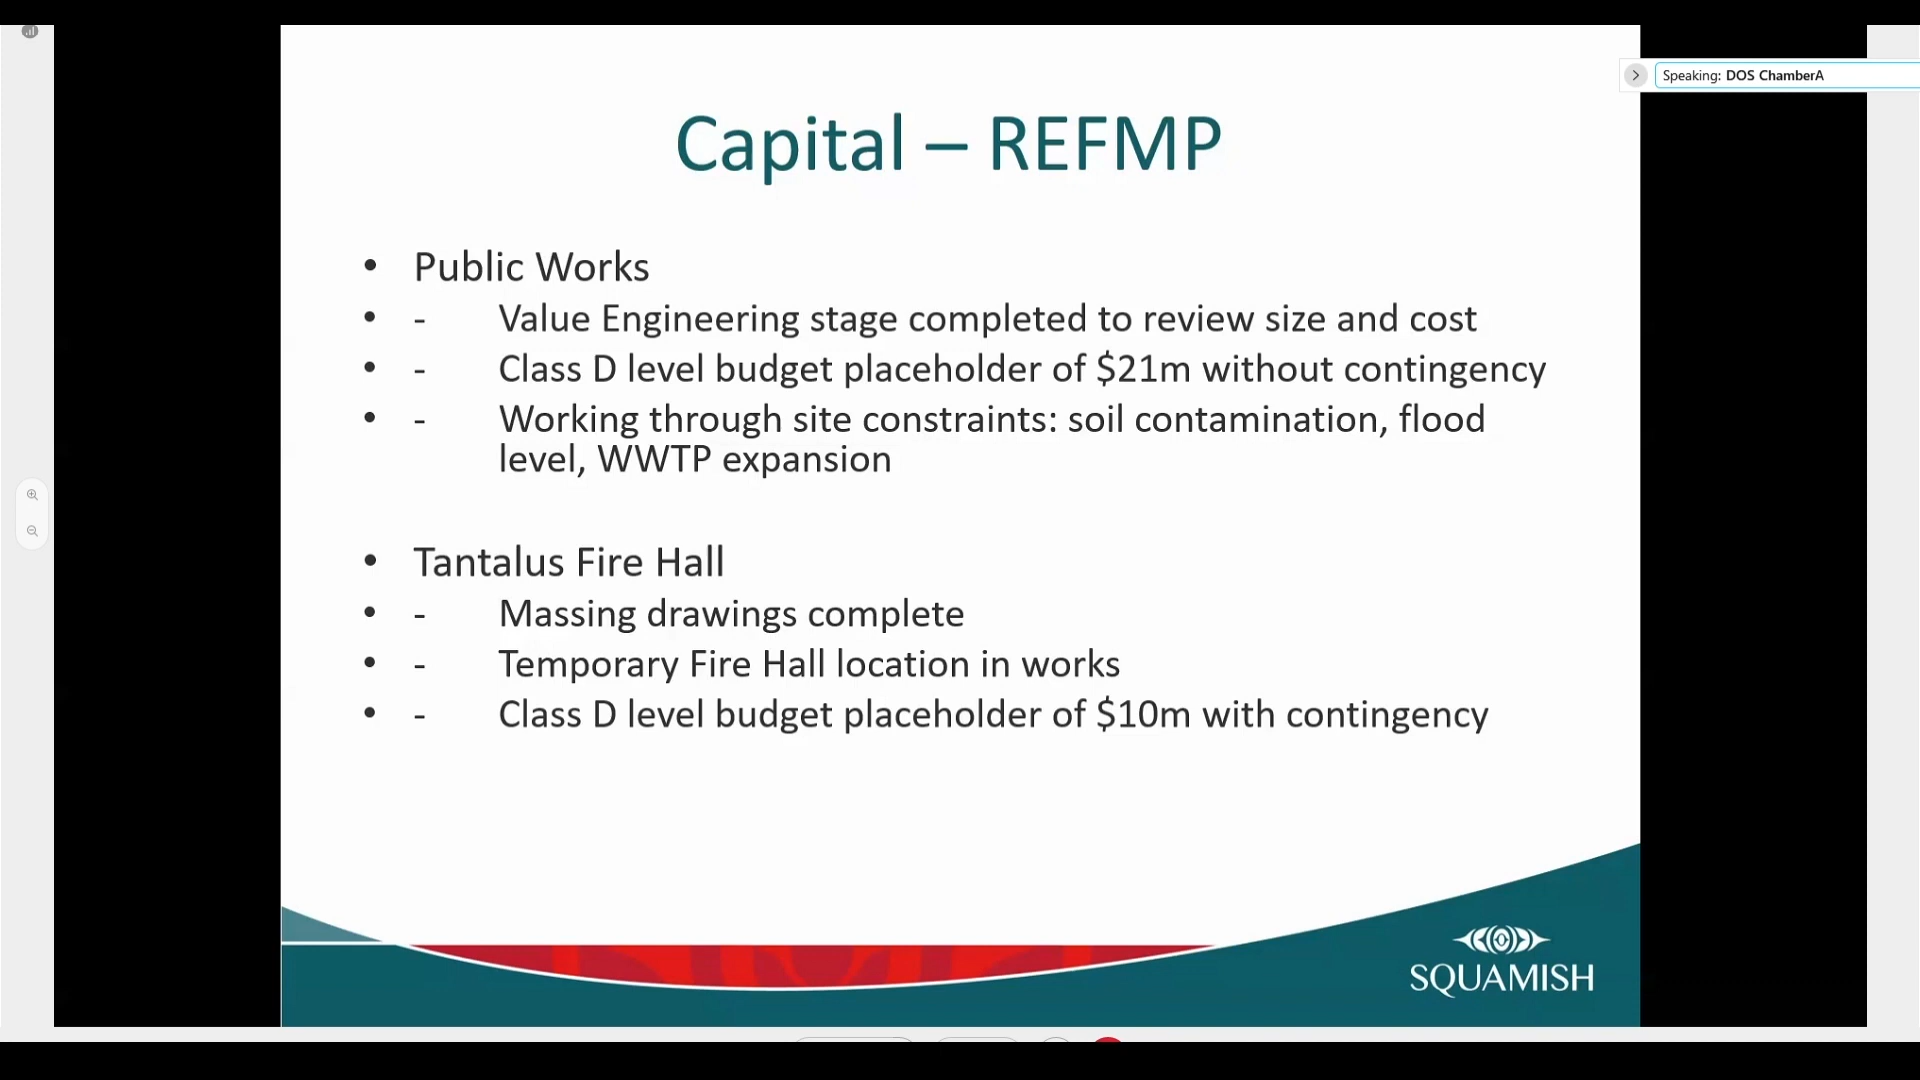 Speaking: DOS ChamberA
Capital – REFMP
• Public Works
• - Value Engineering stage completed to review size and cost
• - Class D level budget placeholder of $21m without contingency
• - Working through site constraints: soil contamination, flood
level, WWTP expansion
• Tantalus Fire Hall
• - Massing drawings complete
• - Temporary Fire Hall location in works
• - Class D level budget placeholder of $10m with contingency
SQUAMISH